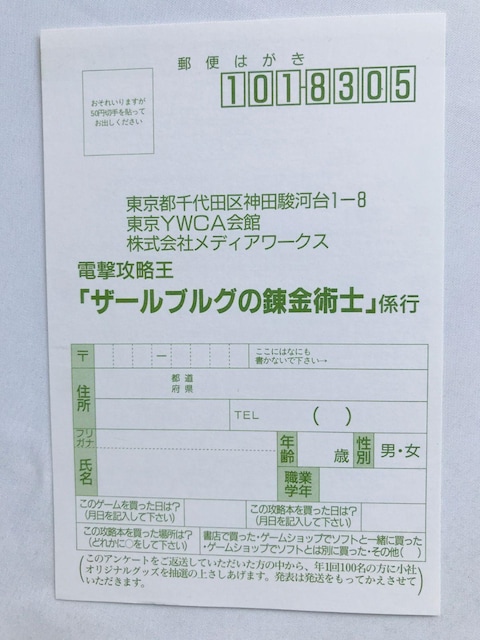 郵便はがき
101-8305
おそれいりますが
50円切手を貼って
お出しください
東京都千代田区神田駿河台1−8
東京YWCA会館
株式会社メディアワークス
電撃攻略王
「ザールブルグの錬金術士」係行
〒 − ここにはなにも
書かないで下さい→
住所 都道
府県
TEL ( )
フリ
ガナ
氏名 年齢 歳 性別 男・女
職業
学年
このゲームを買った日は?
(月日を記入して下さい)
この攻略本を買った日は?
(月日を記入して下さい)
この攻略本を買った場所は?
(どれかに○をして下さい)
書店で買った・ゲームショップでソフトと一緒に買った
・ゲームショップでソフトとは別に買った・その他( )
(このアンケートをご返送していただいた方の中から、年1回100名の方に小社
オリジナルグッズを抽選の上さしあげます。発表は発送をもってかえさせて
いただきます。)